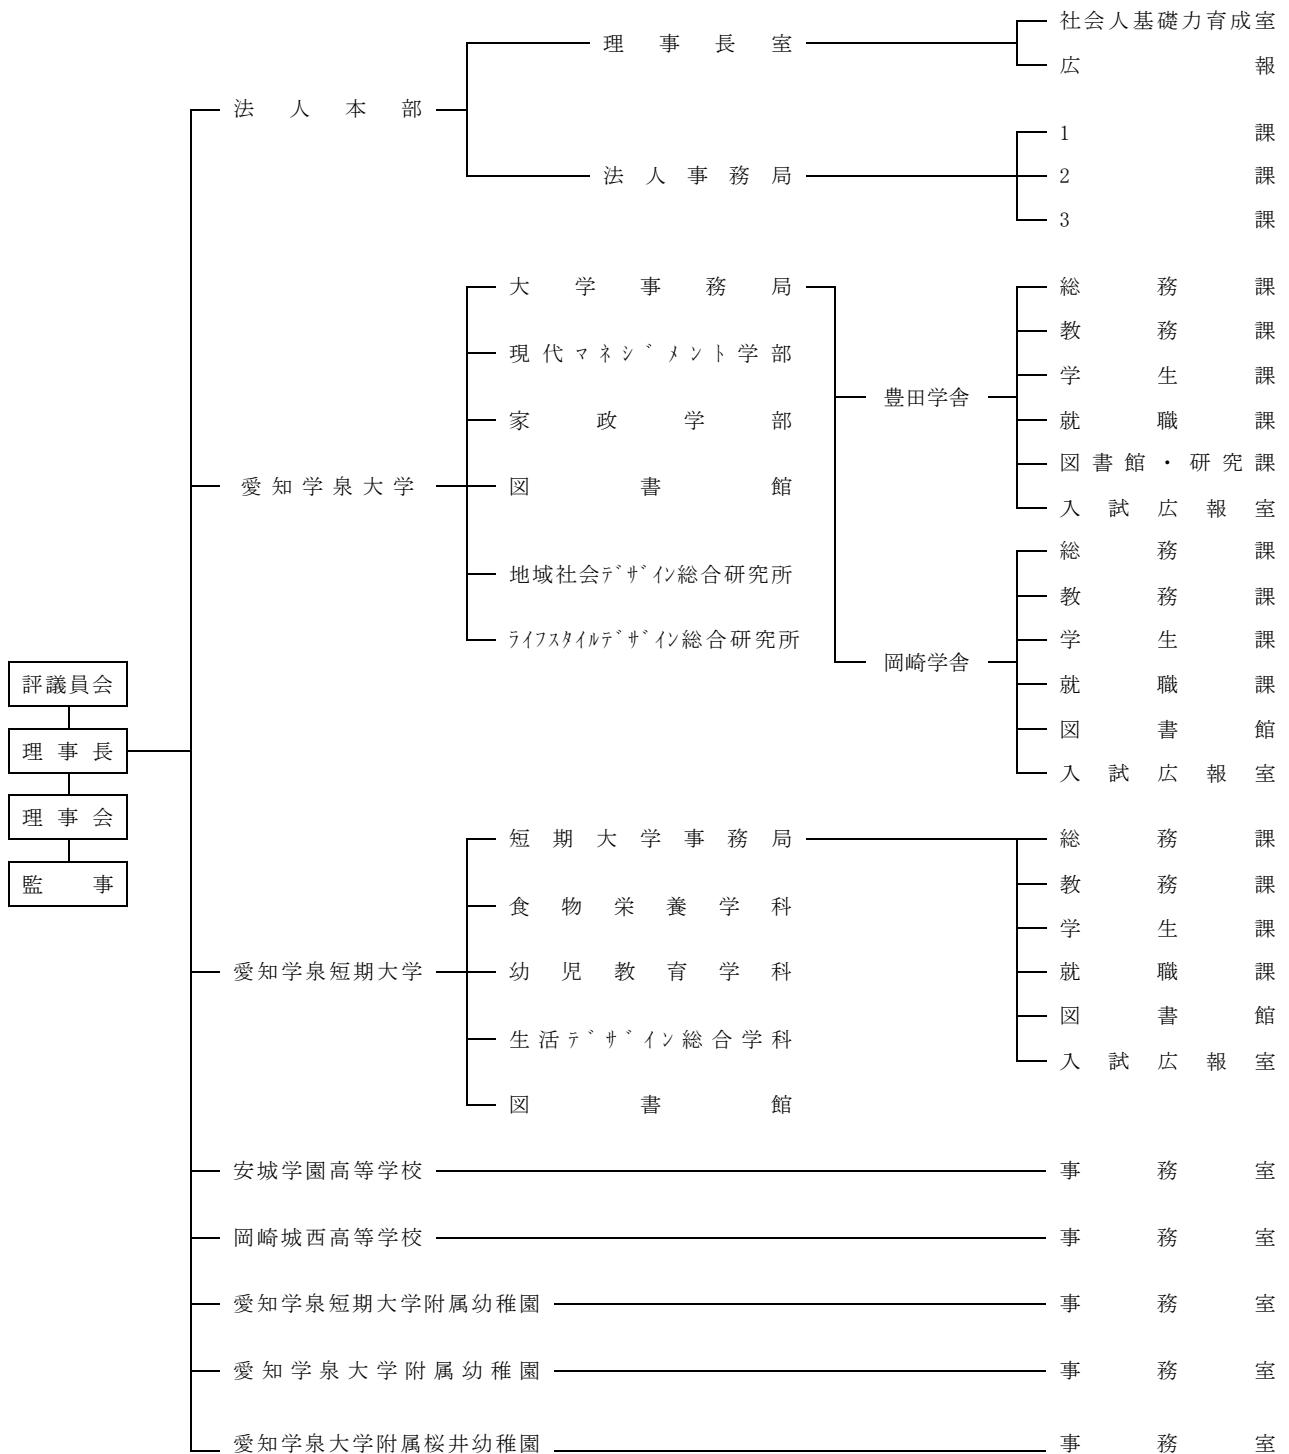 社会人基礎力育成室
理事長室
広報
法人本部
1課
法人事務局
2課
3課
大学事務局
総務課
教務課
現代マネジメント学部
学生課
豊田学舎
家政学部
就職課
図書館・研究課
愛知学泉大学
図書館
入試広報室
総務課
地域社会デザイン総合研究所
教務課
ライフスタイルデザイン総合研究所
学生課
岡崎学舎
評議員会
就職課
図書館
理事長
入試広報室
理事会
短期大学事務局
総務課
監事
教務課
食物栄養学科
学生課
愛知学泉短期大学
幼児教育学科
就職課
図書館
生活デザイン総合学科
入試広報室
図書館
安城学園高等学校
事務室
岡崎城西高等学校
事務室
愛知学泉短期大学附属幼稚園
事務室
愛知学泉大学附属幼稚園
事務室
愛知学泉大学附属桜井幼稚園
事務室